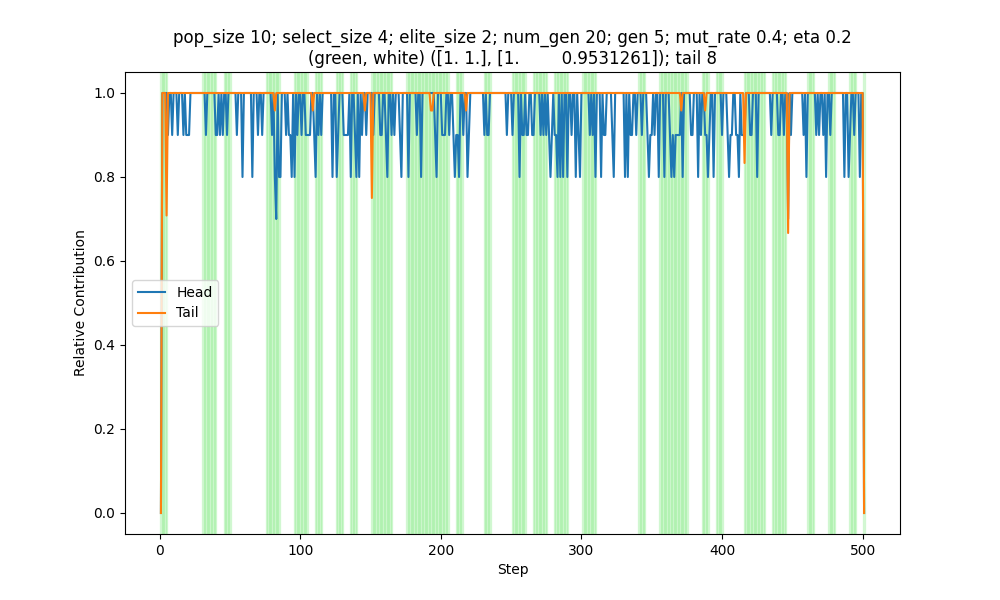 pop_size 10; select_size 4; elite_size 2; num_gen 20; gen 5; mut_rate 0.4; eta 0.2
(green, white) ([1. 1.], [1.        0.9531261]); tail 8
1.0
0.8
0.6
0.4
0.2
0.0
Relative Contribution
Head
Tail
0
100
200
300
400
500
Step